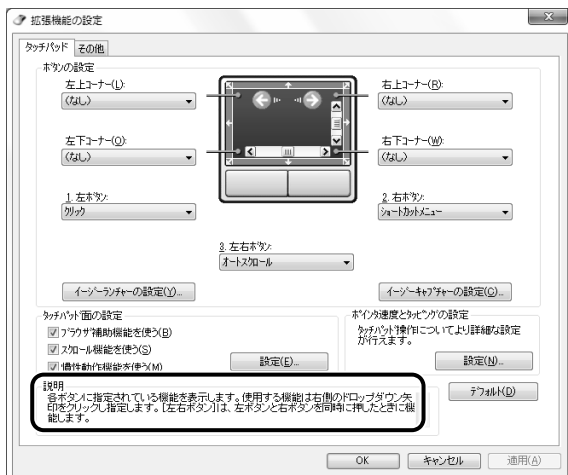 拡張機能の設定
タッチパッド その他
ボタンの設定
左上コーナー(L):
(なし)
右上コーナー(R):
(なし)
左下コーナー(O):
(なし)
右下コーナー(W):
(なし)
1. 左ボタン:
クリック
2. 右ボタン:
ショートカットメニュー
3. 左右ボタン:
オートスクロール
イージーランチャーの設定(Y)...
イージーキャプチャーの設定(C)...
タッチパッド面の設定
ブラウザ補助機能を使う(B)
スクロール機能を使う(S)
慣性動作機能を使う(M)
設定(E)...
ポインタ速度とタッピングの設定
タッチパッド操作についてより詳細な設定
が行えます。
設定(N)...
説明
各ボタンに指定されている機能を表示します。使用する機能は右側のドロップダウン矢
印をクリックし指定します。[左右ボタン]は、左ボタンと右ボタンを同時に押したときに機
能します。
デフォルト(D)
OK キャンセル 適用(A)